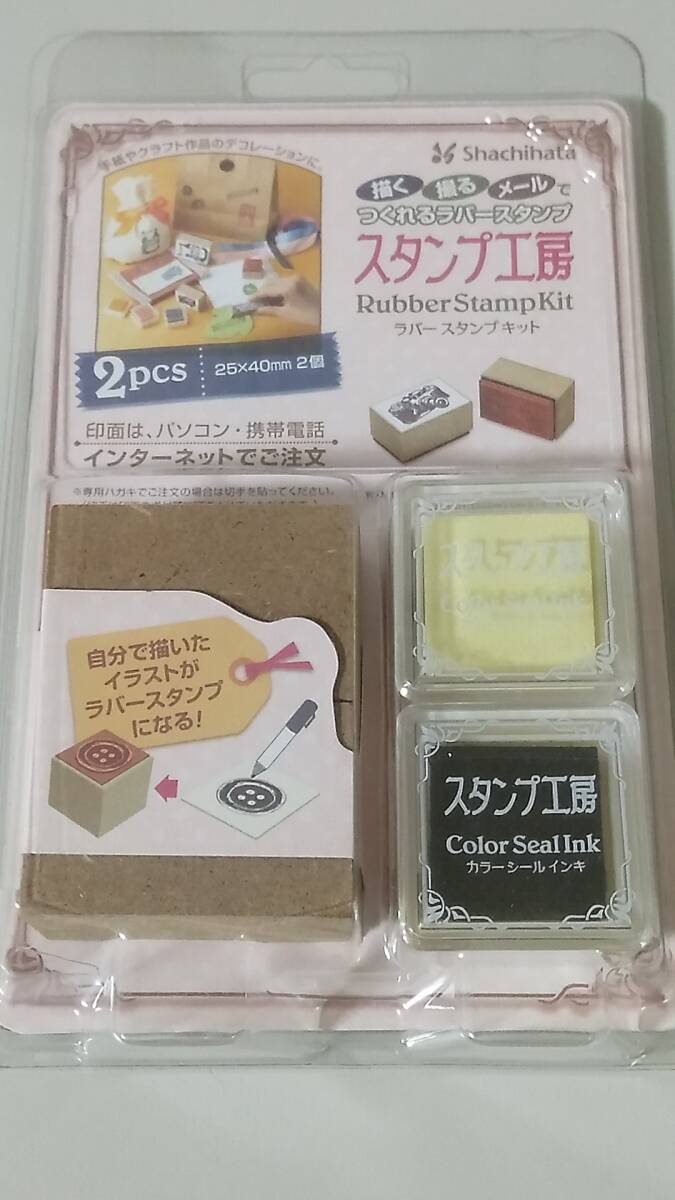 手紙やクラフト作品のデコレーションに。
Shachihata
描く 撮る メールで
つくれるラバースタンプ
スタンプ工房
Rubber Stamp Kit
ラバー スタンプ キット
2pcs 25×40mm 2個
印面は、パソコン・携帯電話
インターネットでご注文
※専用ハガキでご注文の場合は切手を貼ってください。
自分で描いた
イラストが
ラバースタンプ
になる!
スタンプ工房
スタンプ工房
Color Seal Ink
カラーシールインキ